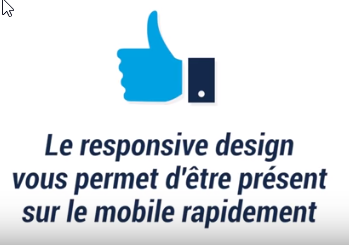 Le responsive design
vous permet d'être présent
sur le mobile rapidement